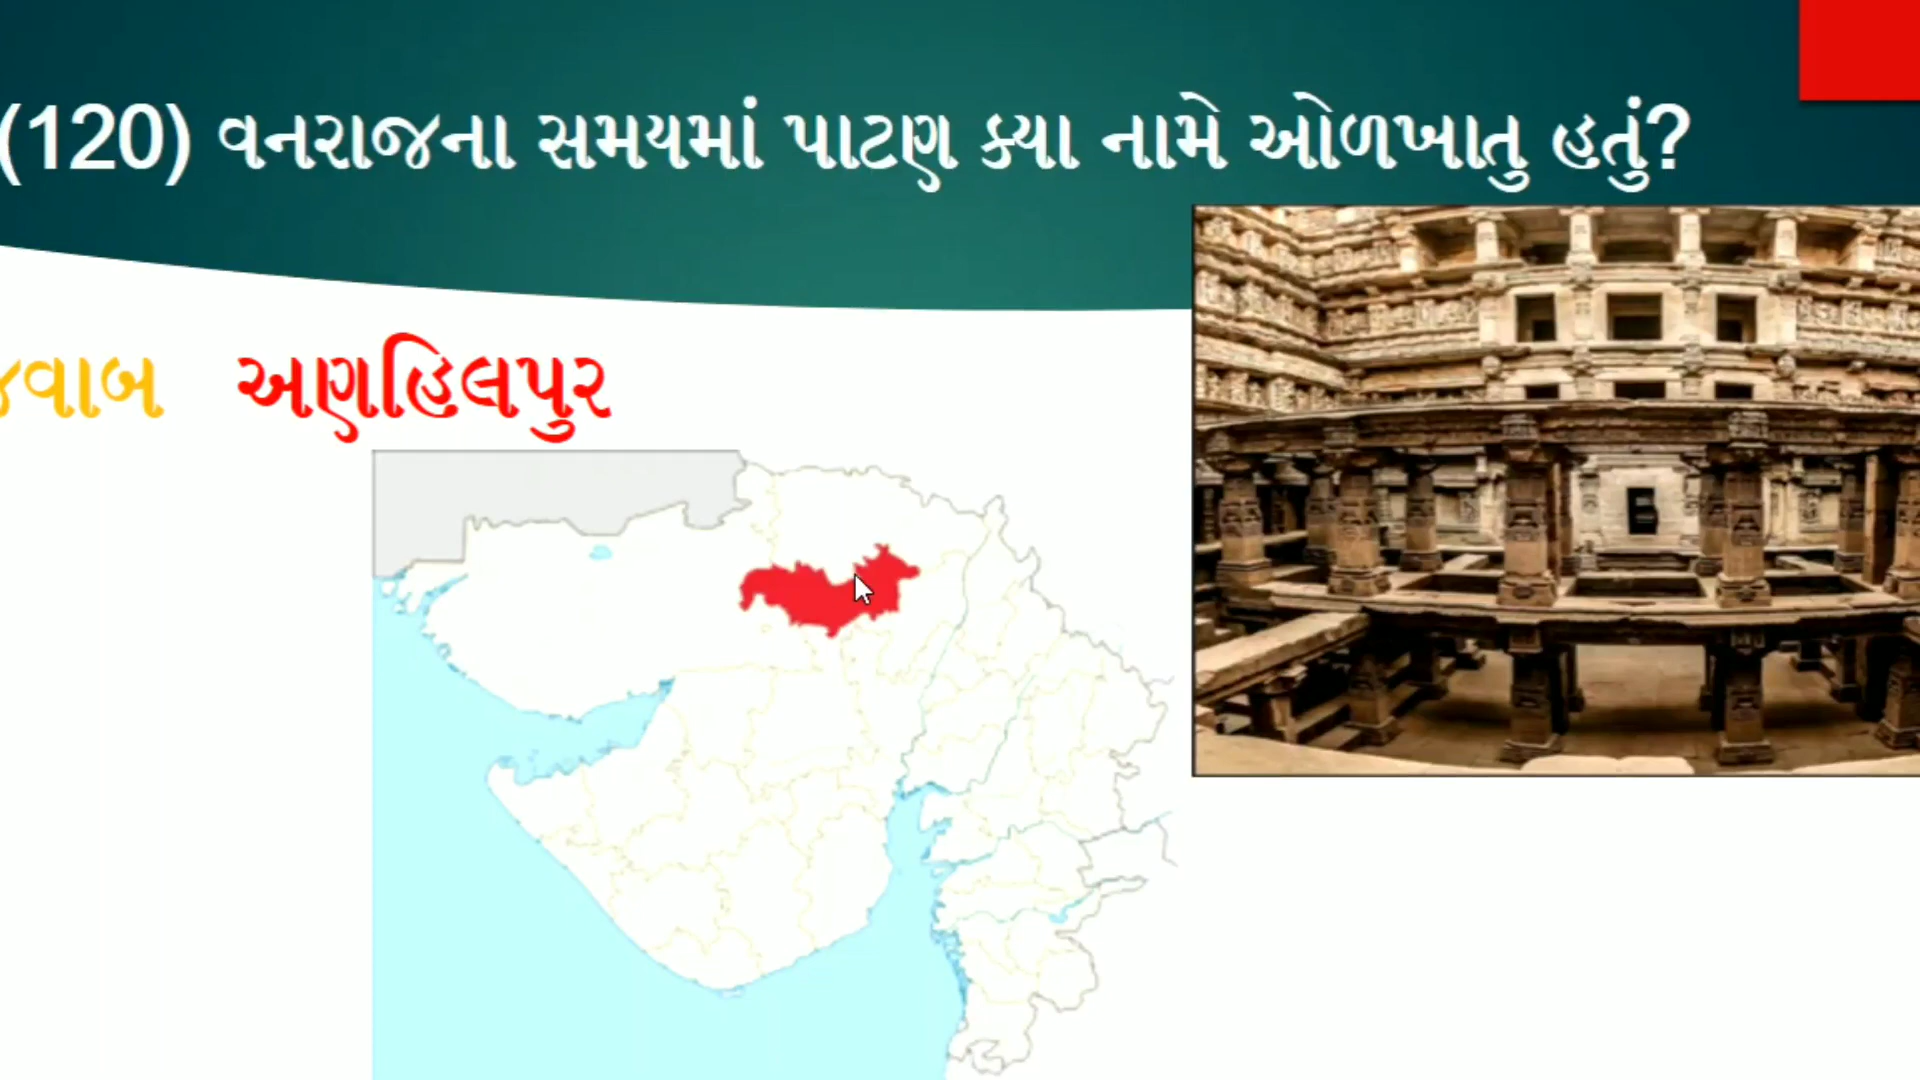 (120) વનરાજના સમયમાં પાટણ ક્યા નામે ઓળખાતુ હતું?
જવાબ અણહિલપુર